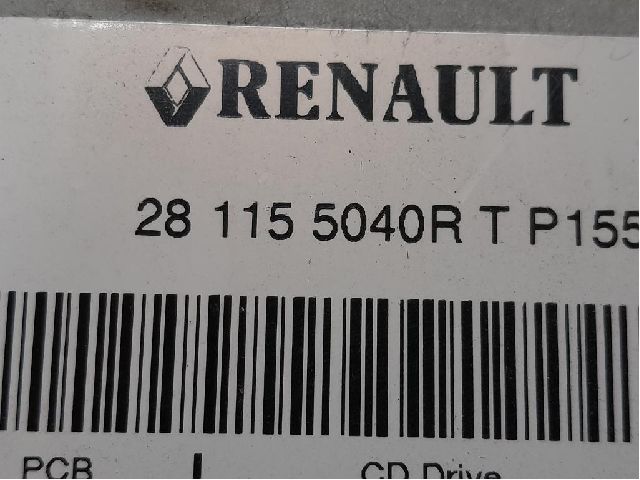 RENAULT
28 115 5040R T P155
PCB CD Drive